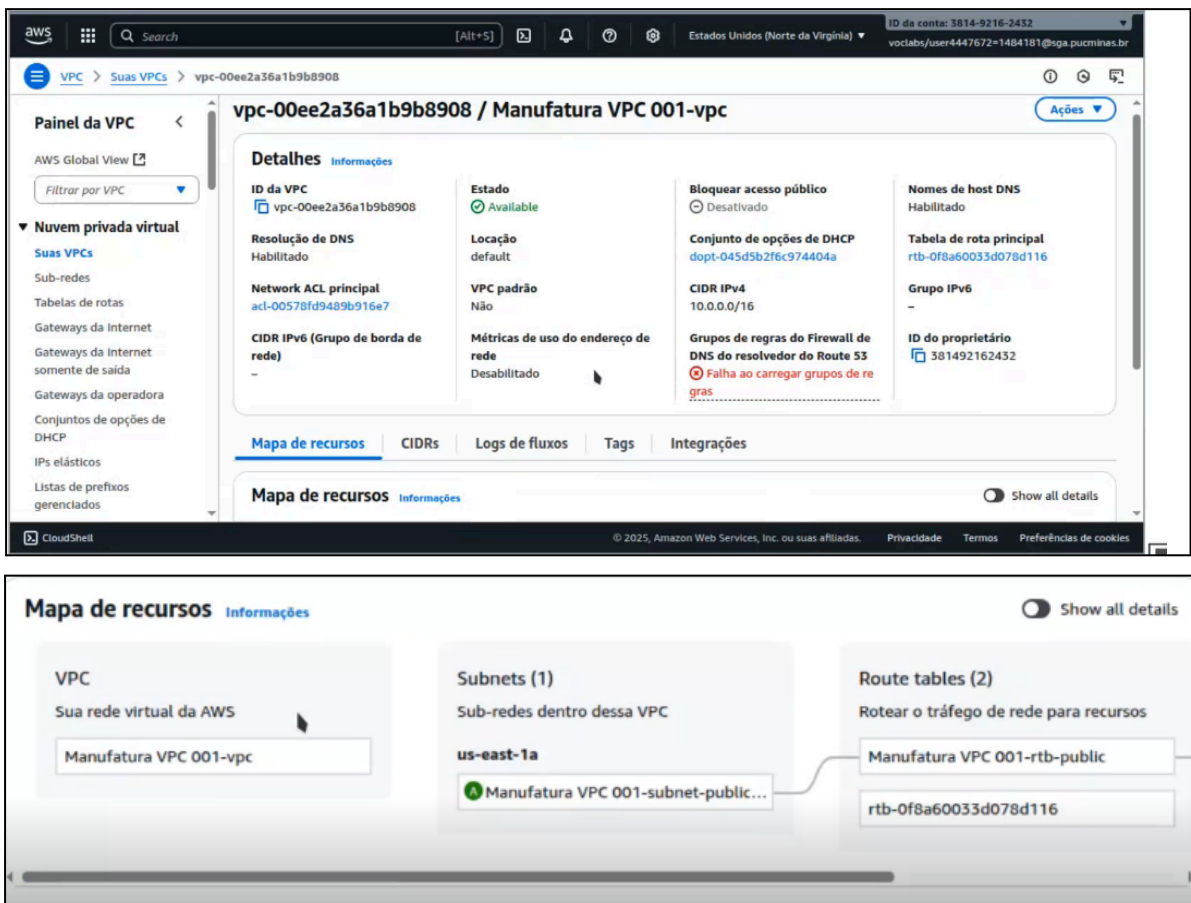 aws
Search
[Alt+S]
Estados Unidos (Norte da Virgínia) ▼
ID da conta: 3814-9216-2432
voclabs/user4447672=1484181@sga.pucminas.br
VPC > Suas VPCs > vpc-00ee2a36a1b9b8908
Painel da VPC
AWS Global View
Filtrar por VPC
Nuvem privada virtual
Suas VPCs
Sub-redes
Tabelas de rotas
Gateways da Internet
Gateways da Internet
somente de saída
Gateways da operadora
Conjuntos de opções de
DHCP
IPs elásticos
Listas de prefixos
gerenciados
vpc-00ee2a36a1b9b8908 / Manufatura VPC 001-vpc
Ações ▼
Detalhes Informações
ID da VPC
vpc-00ee2a36a1b9b8908
Estado
Available
Bloquear acesso público
Desativado
Nomes de host DNS
Habilitado
Resolução de DNS
Habilitado
Locação
default
Conjunto de opções de DHCP
dopt-045d5b2f6c974404a
Tabela de rota principal
rtb-0f8a60033d078d116
Network ACL principal
acl-00578fd9489b916e7
VPC padrão
Não
CIDR IPv4
10.0.0.0/16
Grupo IPv6
–
CIDR IPv6 (Grupo de borda de
rede)
–
Métricas de uso do endereço de
rede
Desabilitado
Grupos de regras do Firewall de
DNS do resolvedor do Route 53
Falha ao carregar grupos de re
gras
ID do proprietário
381492162432
Mapa de recursos
CIDRs
Logs de fluxos
Tags
Integrações
Mapa de recursos Informações
Show all details
CloudShell
© 2025, Amazon Web Services, Inc. ou suas afiliadas.
Privacidade
Termos
Preferências de cookies
Mapa de recursos Informações
Show all details
VPC
Sua rede virtual da AWS
Manufatura VPC 001-vpc
Subnets (1)
Sub-redes dentro dessa VPC
us-east-1a
A Manufatura VPC 001-subnet-public...
Route tables (2)
Rotear o tráfego de rede para recursos
Manufatura VPC 001-rtb-public
rtb-0f8a60033d078d116